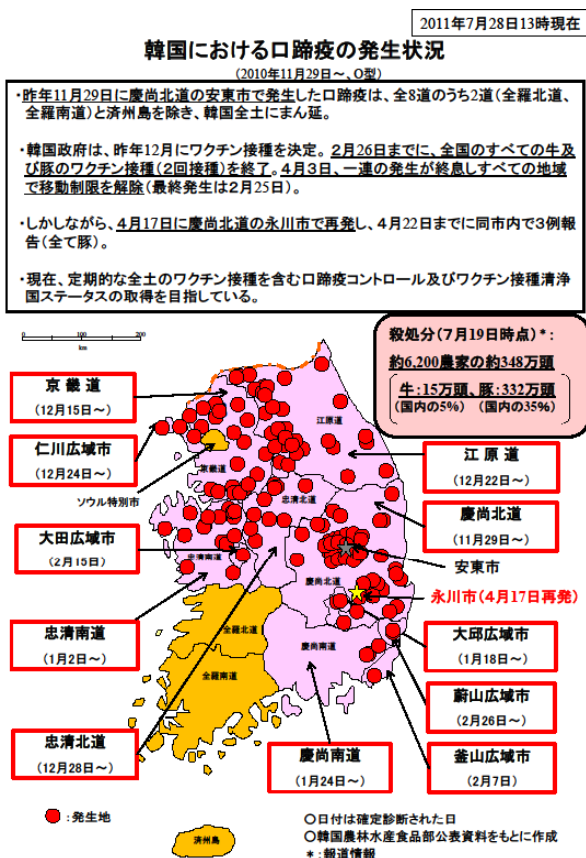 2011年7月28日13時現在
韓国における口蹄疫の発生状況
(2010年11月29日～、O型)
・昨年11月29日に慶尚北道の安東市で発生した口蹄疫は、全8道のうち2道（全羅北道、
全羅南道）と済州島を除き、韓国全土にまん延。
・韓国政府は、昨年12月にワクチン接種を決定。２月26日までに、全国のすべての牛及
び豚のワクチン接種（２回接種）を終了。４月３日、一連の発生が終息しすべての地域
で移動制限を解除（最終発生は２月25日）。
・しかしながら、４月17日に慶尚北道の永川市で再発し、４月22日までに同市内で３例報
告（全て豚）。
・現在、定期的な全土のワクチン接種を含む口蹄疫コントロール及びワクチン接種清浄
国ステータスの取得を目指している。
0 100 200
km
殺処分（７月19日時点）*：
約6,200農家の約348万頭
牛：15万頭、豚：332万頭
（国内の5%） （国内の35%）
京畿道
（12月15日～）
仁川広域市
（12月24日～）
ソウル特別市
大田広域市
（２月15日）
忠清南道
（１月２日～）
忠清北道
（12月28日～）
江原道
京畿道
忠清北道
忠清南道
慶尚北道
全羅北道
全羅南道
慶尚南道
江原道
（12月22日～）
慶尚北道
（11月29日～）
安東市
永川市（４月17日再発）
大邱広域市
（１月18日～）
蔚山広域市
（２月26日～）
釜山広域市
（２月７日）
慶尚南道
（１月24日～）
：発生地
済州島
○日付は確定診断された日
○韓国農林水産食品部公表資料をもとに作成
*：報道情報